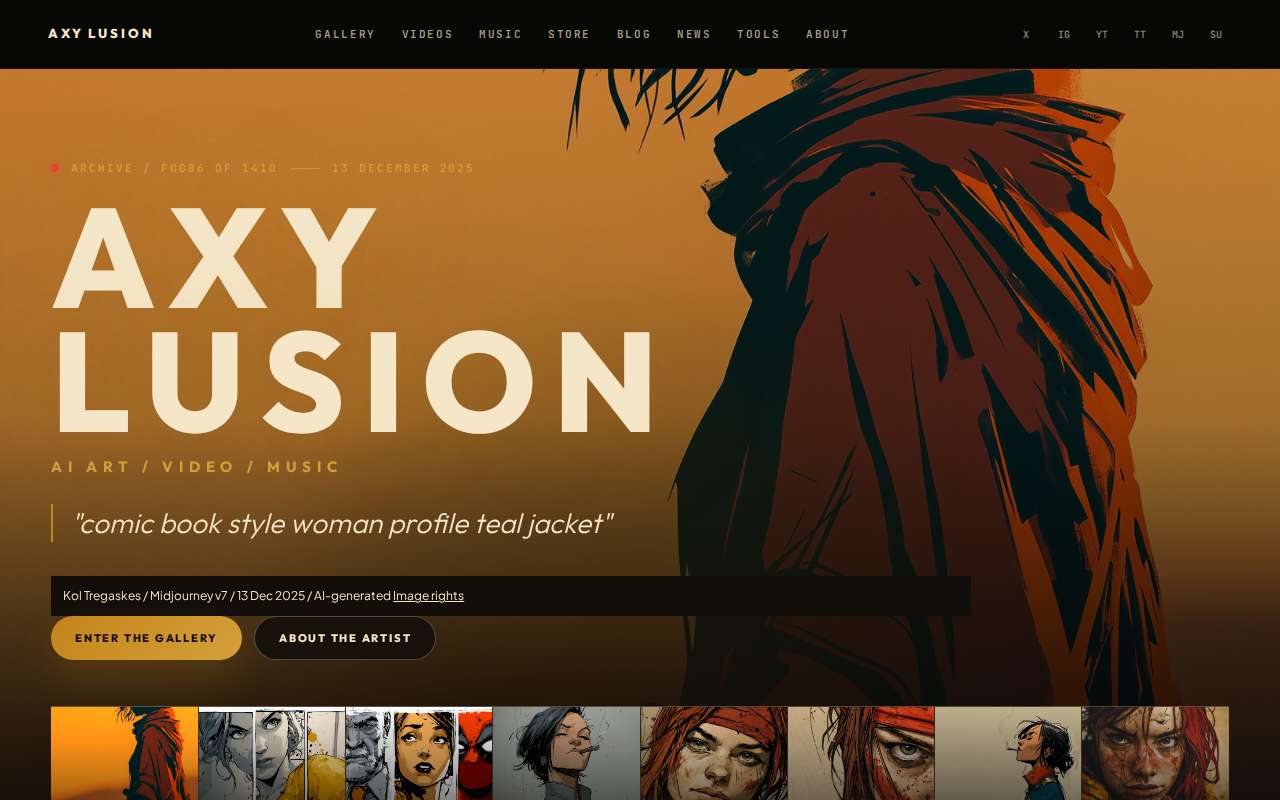 AXY LUSION
GALLERY VIDEOS MUSIC STORE BLOG NEWS TOOLS ABOUT
X IG YT TT MJ SU
ARCHIVE / F0886 OF 1410 —— 13 DECEMBER 2025
AXY
LUSION
AI ART / VIDEO / MUSIC
"comic book style woman profile teal jacket"
Kol Tregaskes / Midjourney v7 / 13 Dec 2025 / AI-generated Image rights
ENTER THE GALLERY
ABOUT THE ARTIST